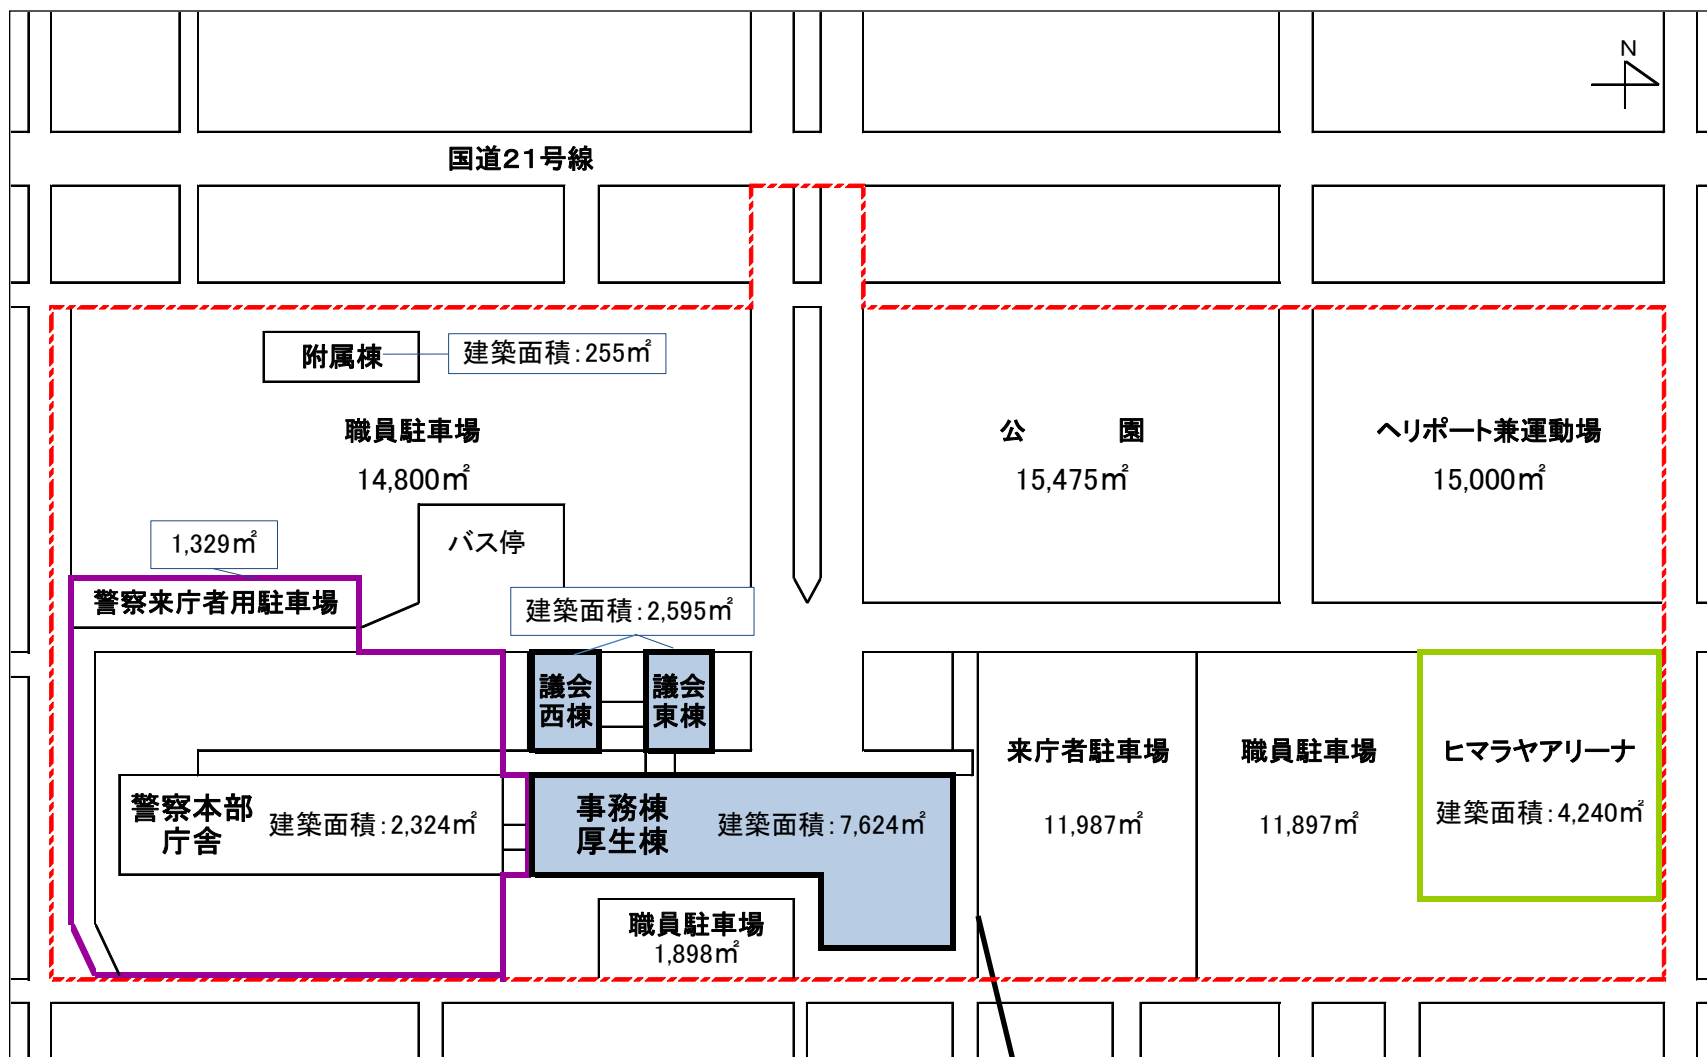 N
国道21号線
附属棟
建築面積:255㎡
職員駐車場
14,800㎡
公　園
15,475㎡
ヘリポート兼運動場
15,000㎡
1,329㎡
バス停
警察来庁者用駐車場
建築面積:2,595㎡
議会
西棟
議会
東棟
来庁者駐車場
11,987㎡
職員駐車場
11,897㎡
ヒマラヤアリーナ
建築面積:4,240㎡
警察本部
庁舎
建築面積:2,324㎡
事務棟
厚生棟
建築面積:7,624㎡
職員駐車場
1,898㎡